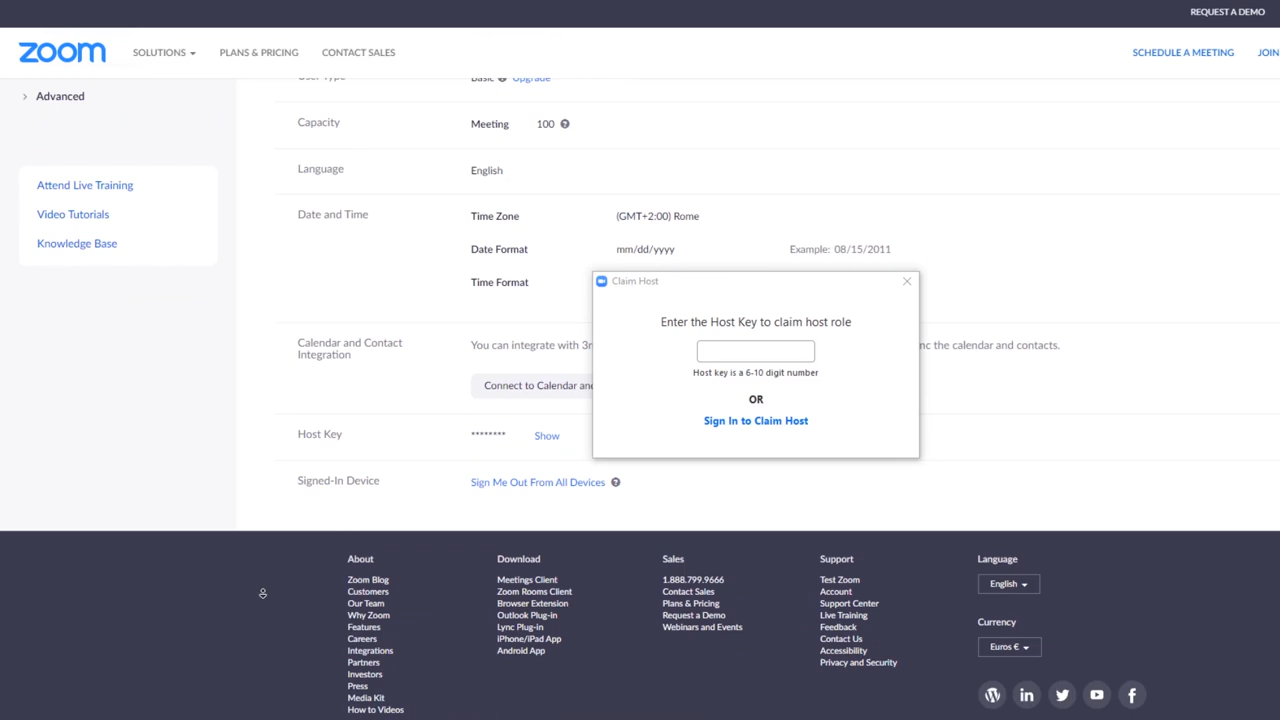 REQUEST A DEMO
zoom
SOLUTIONS
PLANS & PRICING
CONTACT SALES
SCHEDULE A MEETING
JOIN
User Type
Basic
Upgrade
Advanced
Capacity
Meeting
100
Language
English
Attend Live Training
Video Tutorials
Knowledge Base
Date and Time
Time Zone
(GMT+2:00) Rome
Date Format
mm/dd/yyyy
Example: 08/15/2011
Time Format
Claim Host
Enter the Host Key to claim host role
Host key is a 6-10 digit number
OR
Sign In to Claim Host
Calendar and Contact
Integration
You can integrate with
nc the calendar and contacts.
Connect to Calendar
Host Key
********
Show
Signed-In Device
Sign Me Out From All Devices
About
Zoom Blog
Customers
Our Team
Why Zoom
Features
Careers
Integrations
Partners
Investors
Press
Media Kit
How to Videos
Download
Meetings Client
Zoom Rooms Client
Browser Extension
Outlook Plug-in
Lync Plug-in
iPhone/iPad App
Android App
Sales
1.888.799.9666
Contact Sales
Plans & Pricing
Request a Demo
Webinars and Events
Support
Test Zoom
Account
Support Center
Live Training
Feedback
Contact Us
Accessibility
Privacy and Security
Language
English
Currency
Euros €